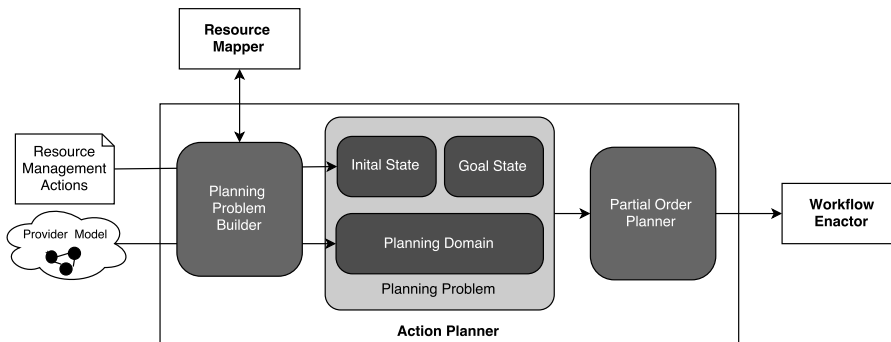 Resource
Mapper
Resource
Management
Actions
Provider Model
Planning
Problem
Builder
Inital State
Goal State
Planning Domain
Planning Problem
Partial Order
Planner
Workflow
Enactor
Action Planner